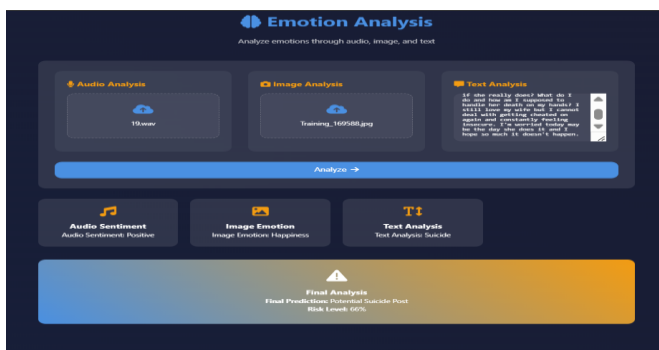 Emotion Analysis
Analyze emotions through audio, image, and text
Audio Analysis
19.wav
Image Analysis
Training_169588.jpg
Text Analysis
if she really does? What do I
do and how am I supposed to
handle her death on my hands? I
still love my wife but I cannot
deal with getting cheated on
again and constantly feeling
insecure. I'm worried today may
be the day she does it and I
hope so much it doesn't happen.
Analyze →
Audio Sentiment
Audio Sentiment: Positive
Image Emotion
Image Emotion: Happiness
Text Analysis
Text Analysis: Suicide
Final Analysis
Final Prediction: Potential Suicide Post
Risk Level: 66%